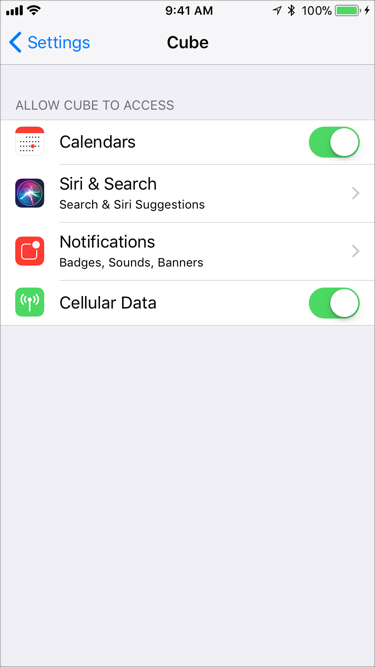 9:41 AM
100%
Settings
Cube
ALLOW CUBE TO ACCESS
Calendars
Siri & Search
Search & Siri Suggestions
Notifications
Badges, Sounds, Banners
Cellular Data